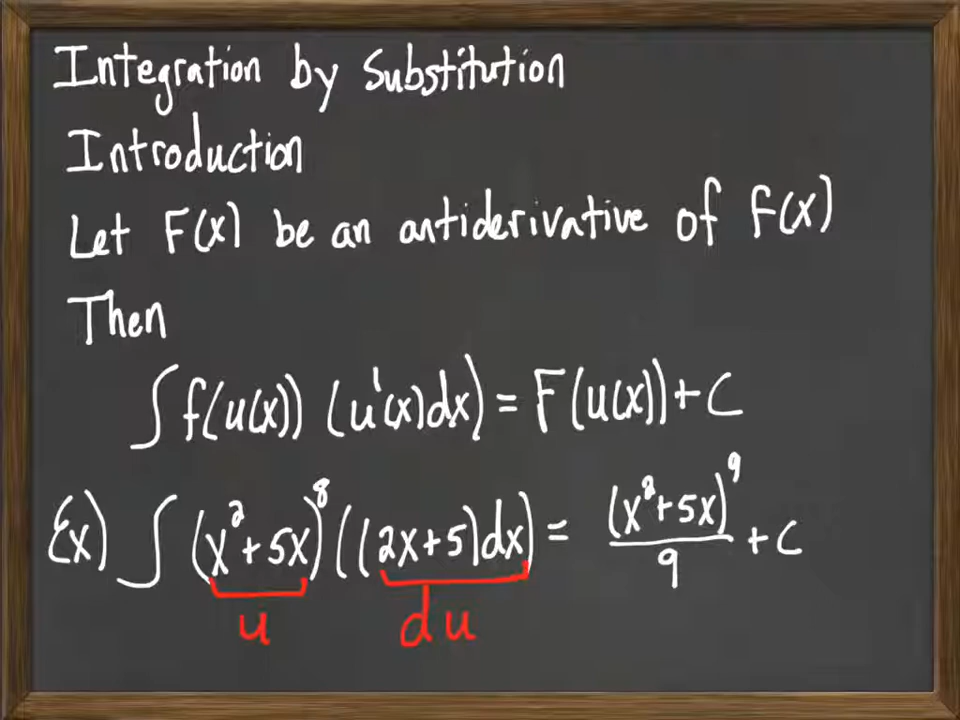 Integration by Substitution
Introduction
Let F(x) be an antiderivative of f(x)
Then
∫ f(u(x)) (u'(x)dx) = F(u(x)) + C
Ex) ∫ (x² + 5x)⁸ ((2x+5)dx) = (x² + 5x)⁹/9 + C
u du